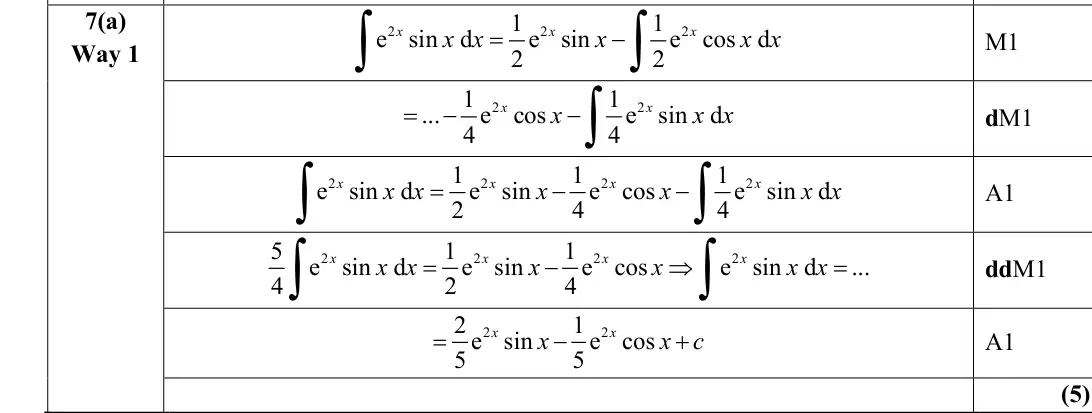 7(a)
Way 1
∫ e^{2x} sin x dx = 1/2 e^{2x} sin x − ∫ 1/2 e^{2x} cos x dx M1
= ... − 1/4 e^{2x} cos x − ∫ 1/4 e^{2x} sin x dx dM1
∫ e^{2x} sin x dx = 1/2 e^{2x} sin x − 1/4 e^{2x} cos x − ∫ 1/4 e^{2x} sin x dx A1
5/4 ∫ e^{2x} sin x dx = 1/2 e^{2x} sin x − 1/4 e^{2x} cos x ⇒ ∫ e^{2x} sin x dx = ... ddM1
= 2/5 e^{2x} sin x − 1/5 e^{2x} cos x + c A1
(5)